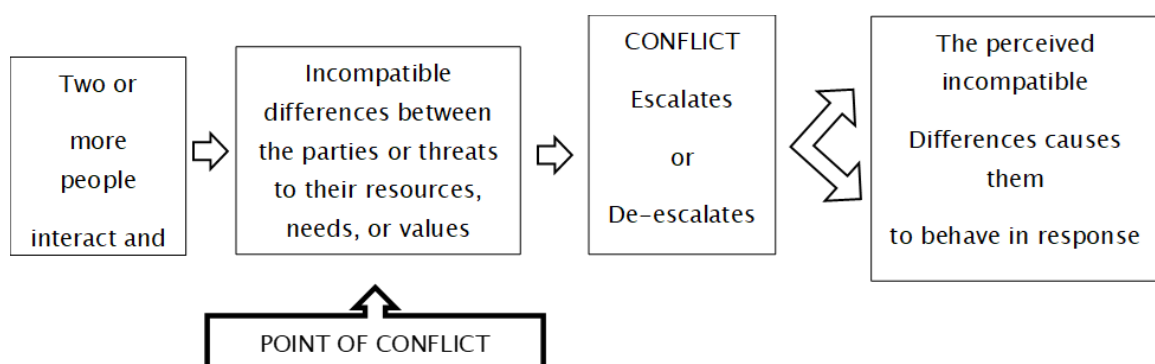 Two or
more
people
interact and
Incompatible
differences between
the parties or threats
to their resources,
needs, or values
CONFLICT
Escalates
or
De-escalates
The perceived
incompatible
Differences causes
them
to behave in response
POINT OF CONFLICT